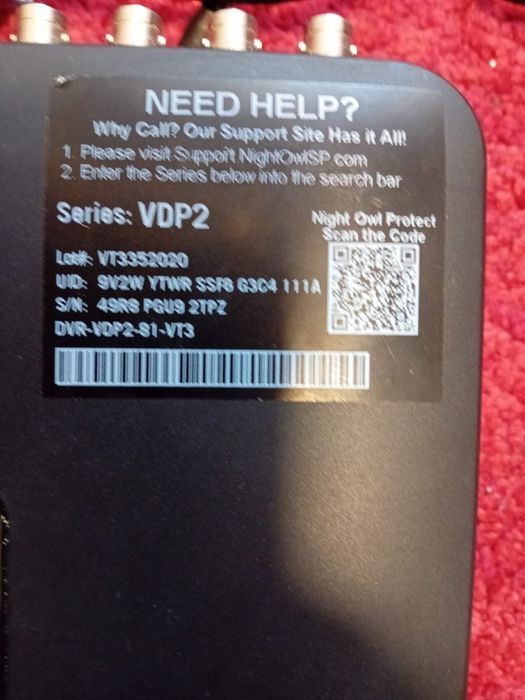 NEED HELP?
Why Call? Our Support Site Has it All!
1. Please visit Support.NightOwlSP.com
2. Enter the Series below into the search bar
Series: VDP2
Night Owl Protect
Scan the Code
Lot#: VT3352020
UID: 9V2W YTWR SSF6 G3C4 111A
S/N: 49R8 PGU9 2TPZ
DVR-VDP2-81-VT3